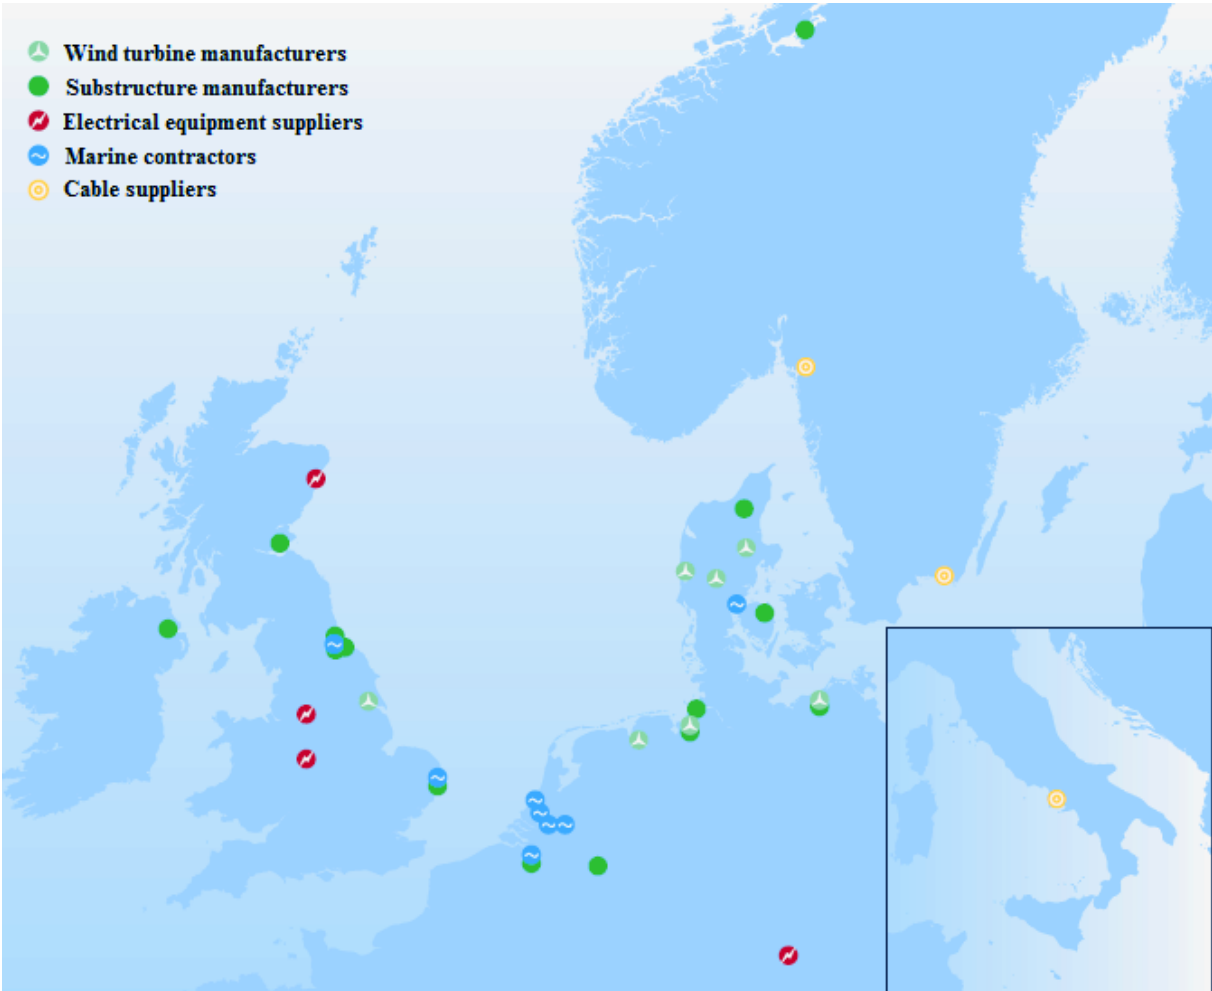 Wind turbine manufacturers
Substructure manufacturers
Electrical equipment suppliers
Marine contractors
Cable suppliers